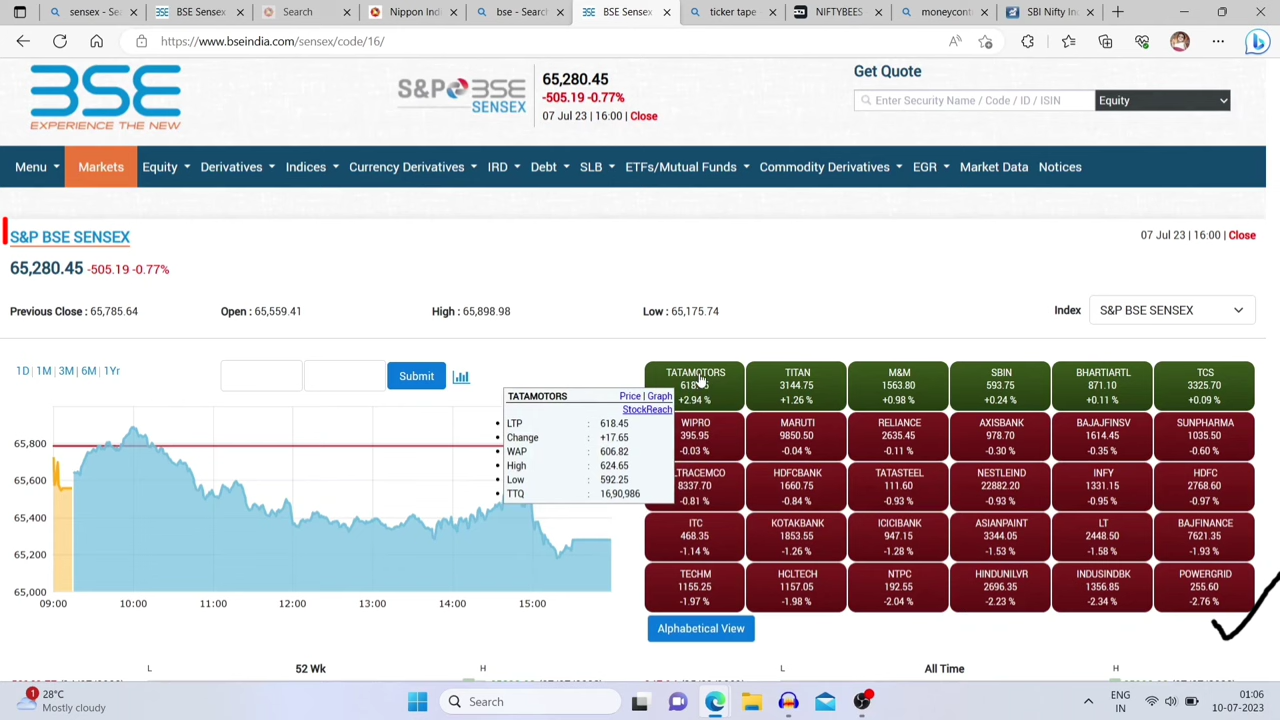 sensex - Sea
BSE Sensex
Search
Nippon Ind
bse - Search
BSE Sensex
ticker tape
NIFTYBEES
moneycont
SBI Nifty In
https://www.bseindia.com/sensex/code/16/
BSE
EXPERIENCE THE NEW
S&P BSE
SENSEX
65,280.45
-505.19 -0.77%
07 Jul 23 | 16:00 | Close
Get Quote
Enter Security Name / Code / ID / ISIN
Equity
Menu Markets Equity Derivatives Indices Currency Derivatives IRD Debt SLB ETFs/Mutual Funds Commodity Derivatives EGR Market Data Notices
S&P BSE SENSEX
07 Jul 23 | 16:00 | Close
65,280.45 -505.19 -0.77%
Previous Close : 65,785.64 Open : 65,559.41 High : 65,898.98 Low : 65,175.74
Index S&P BSE SENSEX
1D | 1M | 3M | 6M | 1Yr
Submit
65,800
65,600
65,400
65,200
65,000
09:00 10:00 11:00 12:00 13:00 14:00 15:00
TATAMOTORS Price | Graph
StockReach
LTP : 618.45
Change : +17.65
WAP : 606.82
High : 624.65
Low : 592.25
TTQ : 16,90,986
TATAMOTORS TITAN M&M SBIN BHARTIARTL TCS
3144.75 1563.80 593.75 871.10 3325.70
+2.94 % +1.26 % +0.98 % +0.24 % +0.11 % +0.09 %
WIPRO MARUTI RELIANCE AXISBANK BAJAJFINSV SUNPHARMA
395.95 9850.50 2635.45 978.70 1614.45 1035.50
-0.03 % -0.04 % -0.11 % -0.30 % -0.35 % -0.60 %
LTRACEMCO HDFCBANK TATASTEEL NESTLEIND INFY HDFC
8337.70 1660.75 111.60 22882.20 1331.15 2768.60
-0.81 % -0.84 % -0.93 % -0.93 % -0.95 % -0.97 %
ITC KOTAKBANK ICICIBANK ASIANPAINT LT BAJFINANCE
468.35 1853.55 947.15 3344.05 2448.50 7621.35
-1.14 % -1.26 % -1.28 % -1.53 % -1.58 % -1.93 %
TECHM HCLTECH NTPC HINDUNILVR INDUSINDBK POWERGRID
1155.25 1157.05 192.55 2696.35 1356.85 255.60
-1.97 % -1.98 % -2.04 % -2.23 % -2.34 % -2.76 %
Alphabetical View
L 52 Wk H
L All Time H
1
28°C
Mostly cloudy
Search
ENG
IN
01:06
10-07-2023